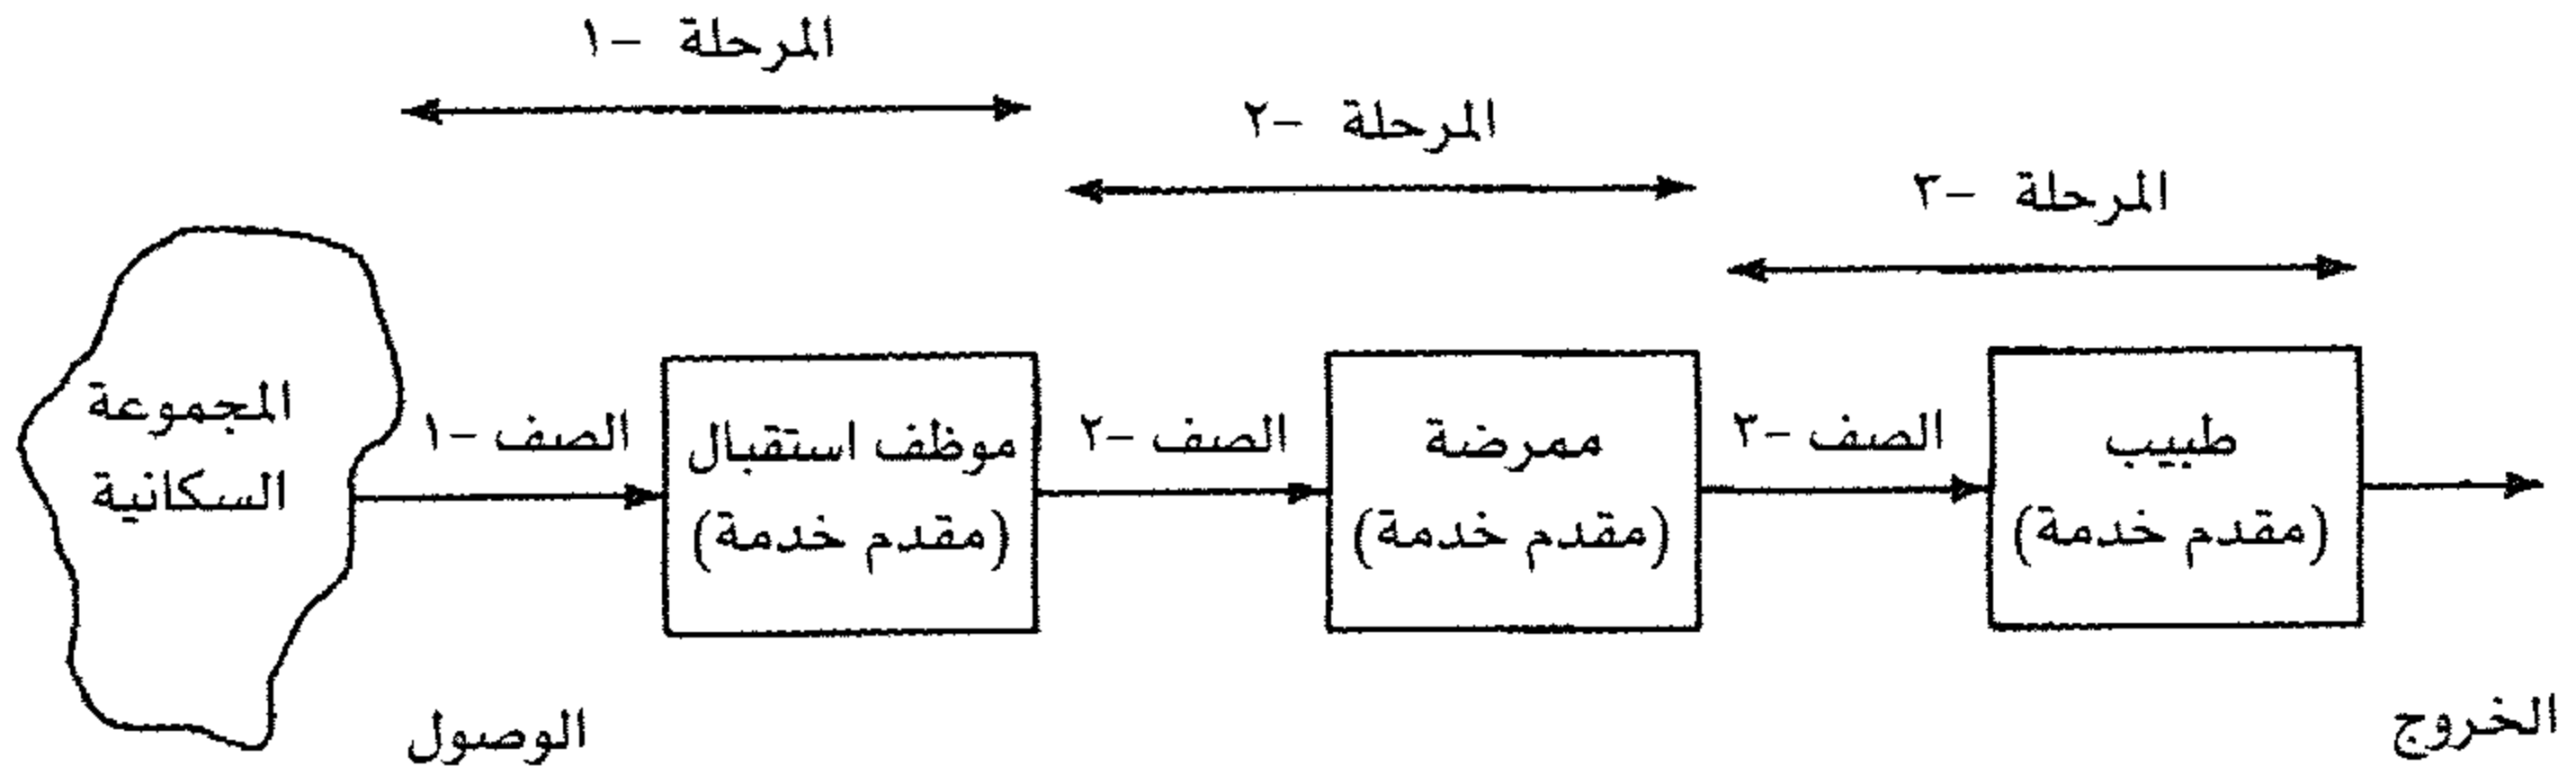 المرحلة -١
المرحلة -٢
المرحلة -٣
المجموعة
السكانية
الصف -١
موظف استقبال
(مقدم خدمة)
الصف -٢
ممرضة
(مقدم خدمة)
الصف -٣
طبيب
(مقدم خدمة)
الوصول
الخروج